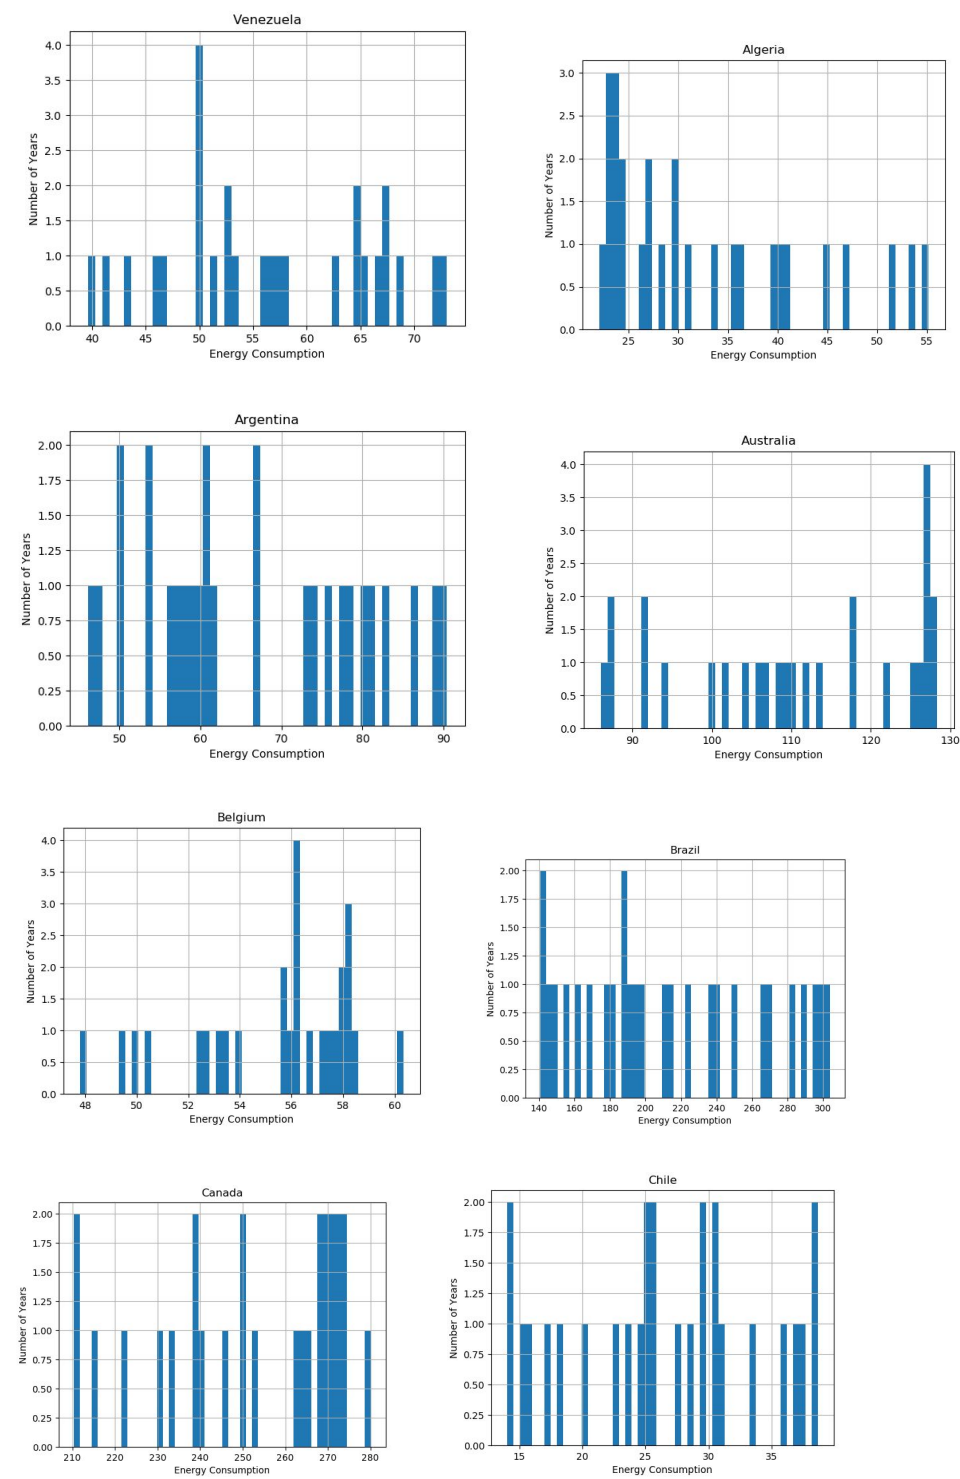 Venezuela
4.0
3.5
3.0
2.5
2.0
1.5
1.0
0.5
0.0
Number of Years
40 45 50 55 60 65 70
Energy Consumption
Algeria
3.0
2.5
2.0
1.5
1.0
0.5
0.0
Number of Years
25 30 35 40 45 50 55
Energy Consumption
Argentina
2.00
1.75
1.50
1.25
1.00
0.75
0.50
0.25
0.00
Number of Years
50 60 70 80 90
Energy Consumption
Australia
4.0
3.5
3.0
2.5
2.0
1.5
1.0
0.5
0.0
Number of Years
90 100 110 120 130
Energy Consumption
Belgium
4.0
3.5
3.0
2.5
2.0
1.5
1.0
0.5
0.0
Number of Years
48 50 52 54 56 58 60
Energy Consumption
Brazil
2.00
1.75
1.50
1.25
1.00
0.75
0.50
0.25
0.00
Number of Years
140 160 180 200 220 240 260 280 300
Energy Consumption
Canada
2.00
1.75
1.50
1.25
1.00
0.75
0.50
0.25
0.00
Number of Years
210 220 230 240 250 260 270 280
Energy Consumption
Chile
2.00
1.75
1.50
1.25
1.00
0.75
0.50
0.25
0.00
Number of Years
15 20 25 30 35
Energy Consumption